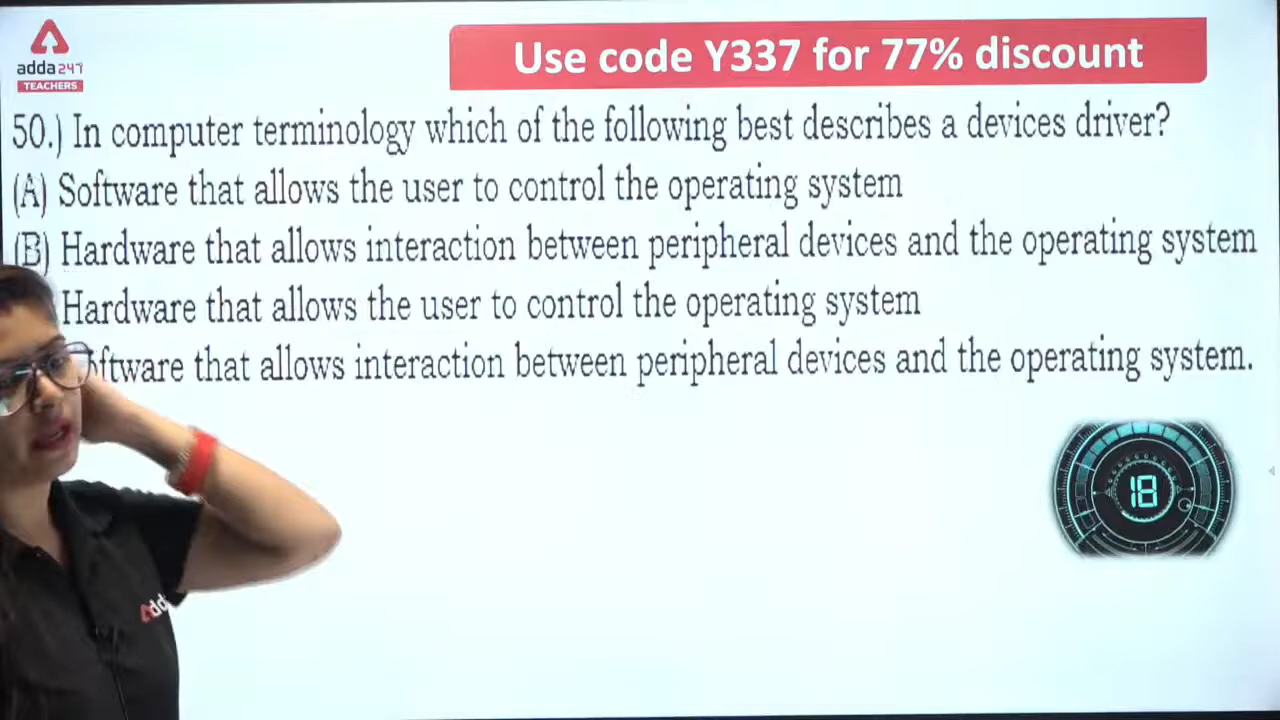 adda247
TEACHERS
Use code Y337 for 77% discount
50.) In computer terminology which of the following best describes a devices driver?
(A) Software that allows the user to control the operating system
(B) Hardware that allows interaction between peripheral devices and the operating system
Hardware that allows the user to control the operating system
that allows interaction between peripheral devices and the operating system.
18